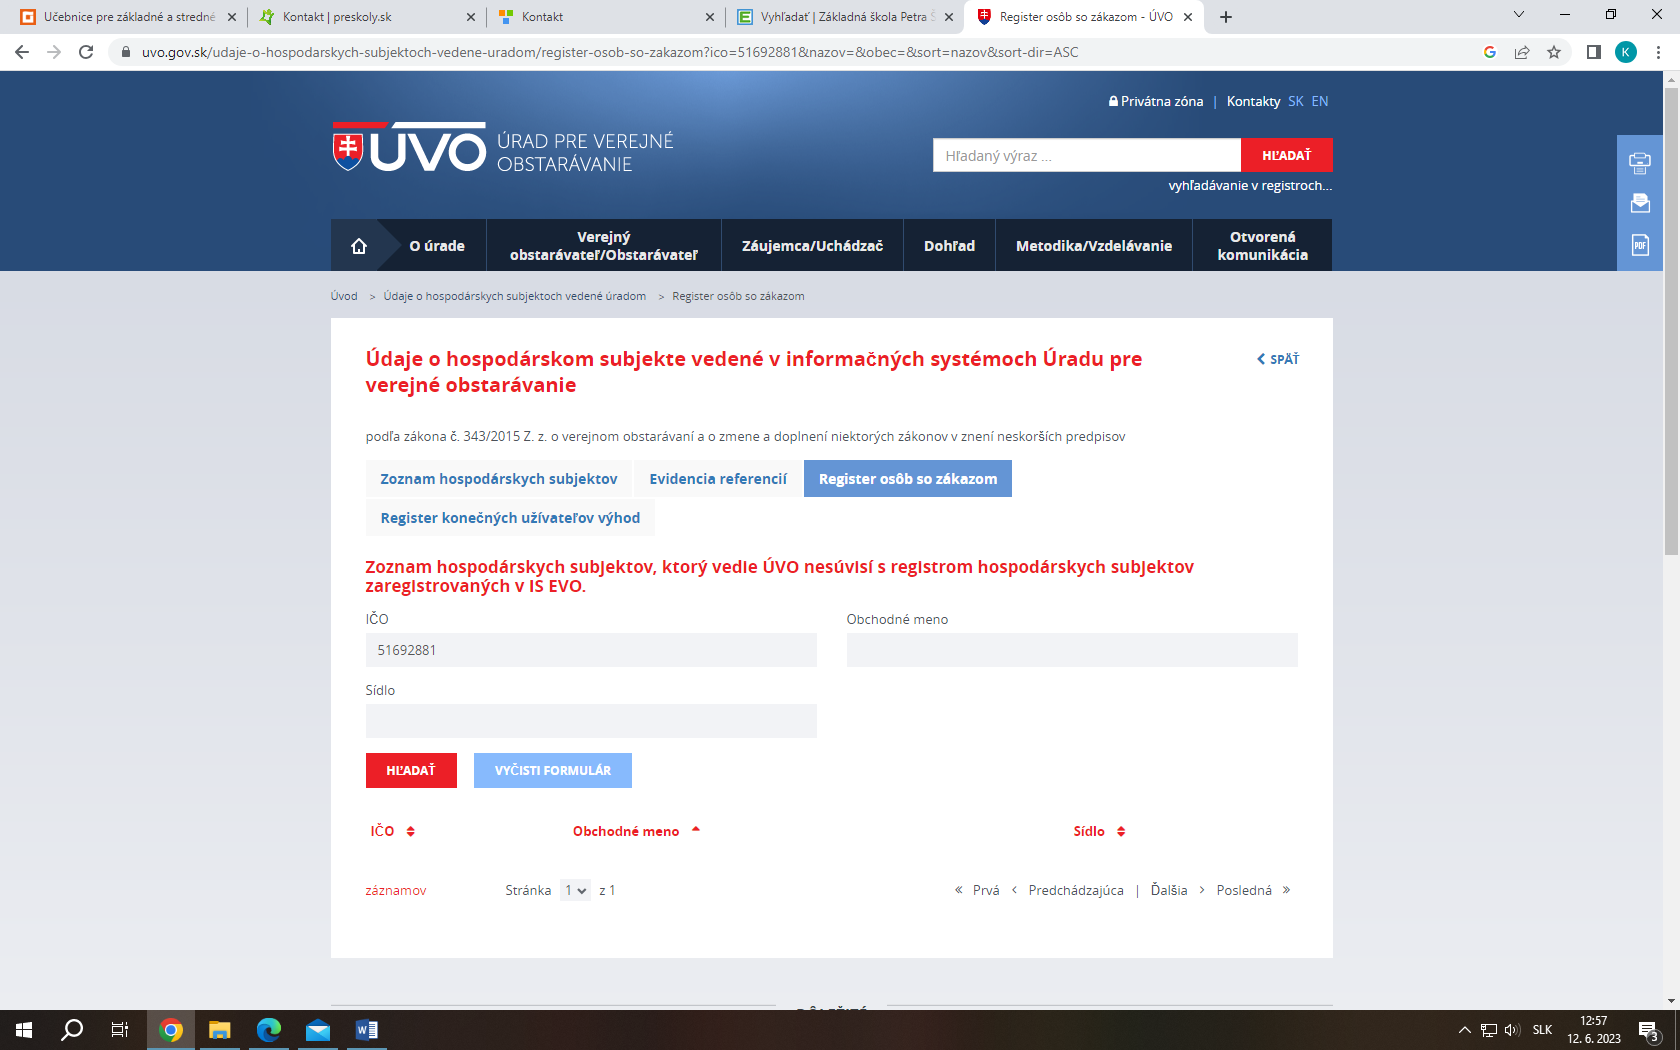 Učebnice pre základné a stredné
Kontakt | preskoly.sk
Kontakt
Vyhľadať | Základná škola Petra Š
Register osôb so zákazom - ÚVO
uvo.gov.sk/udaje-o-hospodarskych-subjektoch-vedene-uradom/register-osob-so-zakazom?ico=51692881&nazov=&obec=&sort=nazov&sort-dir=ASC
K
Privátna zóna | Kontakty SK EN
ÚVO ÚRAD PRE VEREJNÉ
OBSTARÁVANIE
Hľadaný výraz ... HĽADAŤ
vyhľadávanie v registroch...
PDF
O úrade
Verejný
obstarávateľ/Obstarávateľ
Záujemca/Uchádzač
Dohľad
Metodika/Vzdelávanie
Otvorená
komunikácia
Úvod > Údaje o hospodárskych subjektoch vedené úradom > Register osôb so zákazom
Údaje o hospodárskom subjekte vedené v informačných systémoch Úradu pre
verejné obstarávanie
SPÄŤ
podľa zákona č. 343/2015 Z. z. o verejnom obstarávaní a o zmene a doplnení niektorých zákonov v znení neskorších predpisov
Zoznam hospodárskych subjektov Evidencia referencií Register osôb so zákazom
Register konečných užívateľov výhod
Zoznam hospodárskych subjektov, ktorý vedie ÚVO nesúvisí s registrom hospodárskych subjektov
zaregistrovaných v IS EVO.
IČO Obchodné meno
51692881
Sídlo
HĽADAŤ VYČISTI FORMULÁR
IČO Obchodné meno Sídlo
záznamov Stránka 1 z 1 « Prvá ‹ Predchádzajúca | Ďalšia › Posledná »
SLK
12:57
12. 6. 2023
3